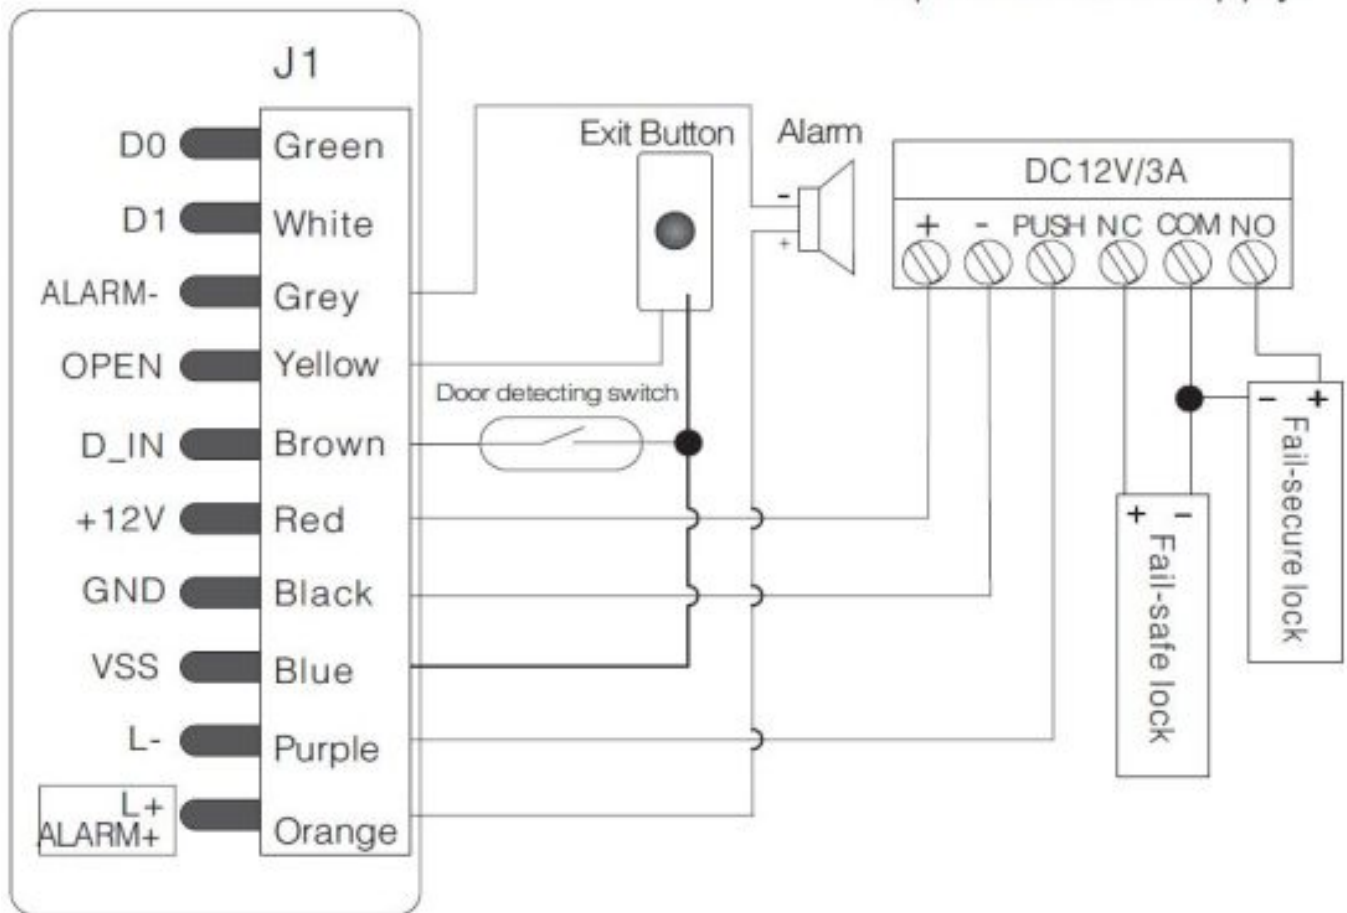 J1
D0 Green
D1 White
ALARM- Grey
OPEN Yellow
D_IN Brown
+12V Red
GND Black
VSS Blue
L- Purple
L+
ALARM+ Orange
Exit Button
Alarm
-
+
Door detecting switch
DC12V/3A
+ - PUSH NC COM NO
- +
Fail-secure lock
+ -
Fail-safe lock